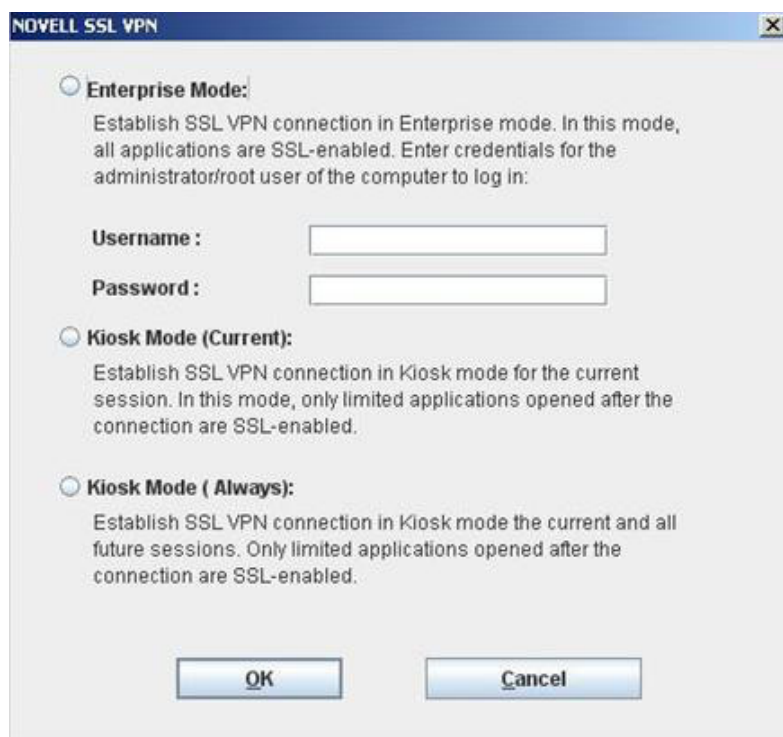 NOVELL SSL VPN
Enterprise Mode:
Establish SSL VPN connection in Enterprise mode. In this mode,
all applications are SSL-enabled. Enter credentials for the
administrator/root user of the computer to log in:
Username :
Password :
Kiosk Mode (Current):
Establish SSL VPN connection in Kiosk mode for the current
session. In this mode, only limited applications opened after the
connection are SSL-enabled.
Kiosk Mode ( Always):
Establish SSL VPN connection in Kiosk mode the current and all
future sessions. Only limited applications opened after the
connection are SSL-enabled.
OK
Cancel